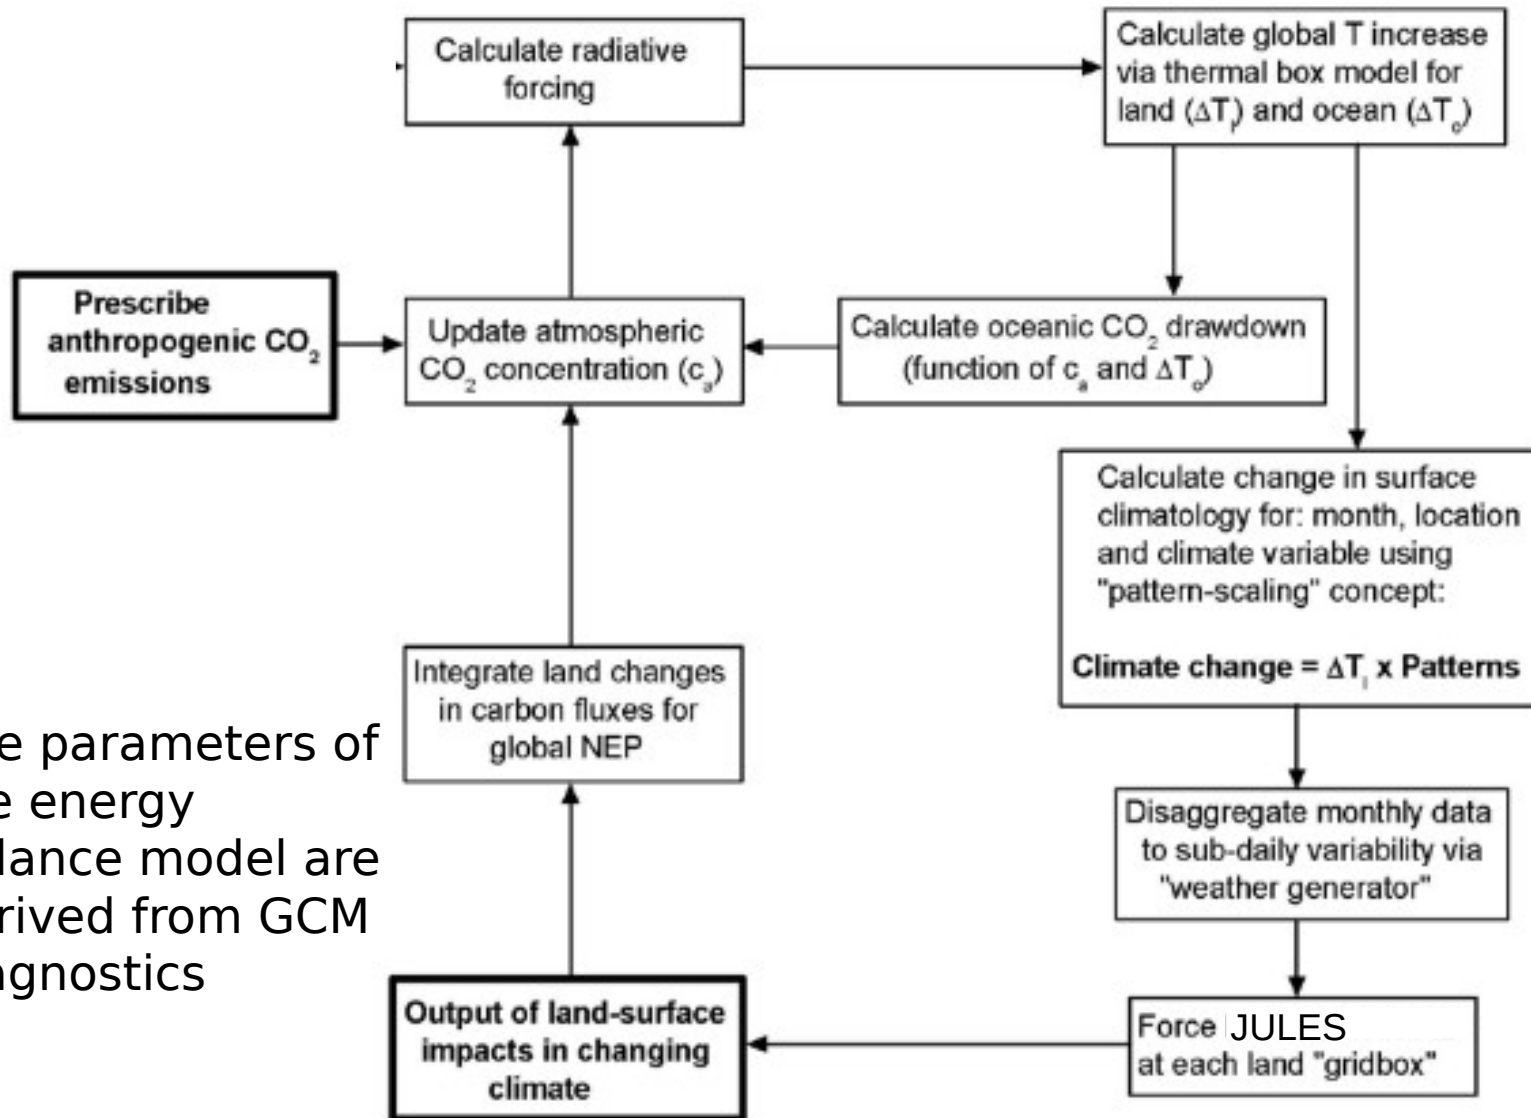 Calculate radiative
forcing
Calculate global T increase
via thermal box model for
land (ΔTₗ) and ocean (ΔTₒ)
Prescribe
anthropogenic CO₂
emissions
Update atmospheric
CO₂ concentration (cₐ)
Calculate oceanic CO₂ drawdown
(function of cₐ and ΔTₒ)
Calculate change in surface
climatology for: month, location
and climate variable using
"pattern-scaling" concept:
Climate change = ΔTₗ x Patterns
Integrate land changes
in carbon fluxes for
global NEP
e parameters of
e energy
lance model are
rived from GCM
gnostics
Disaggregate monthly data
to sub-daily variability via
"weather generator"
Output of land-surface
impacts in changing
climate
Force JULES
at each land "gridbox"